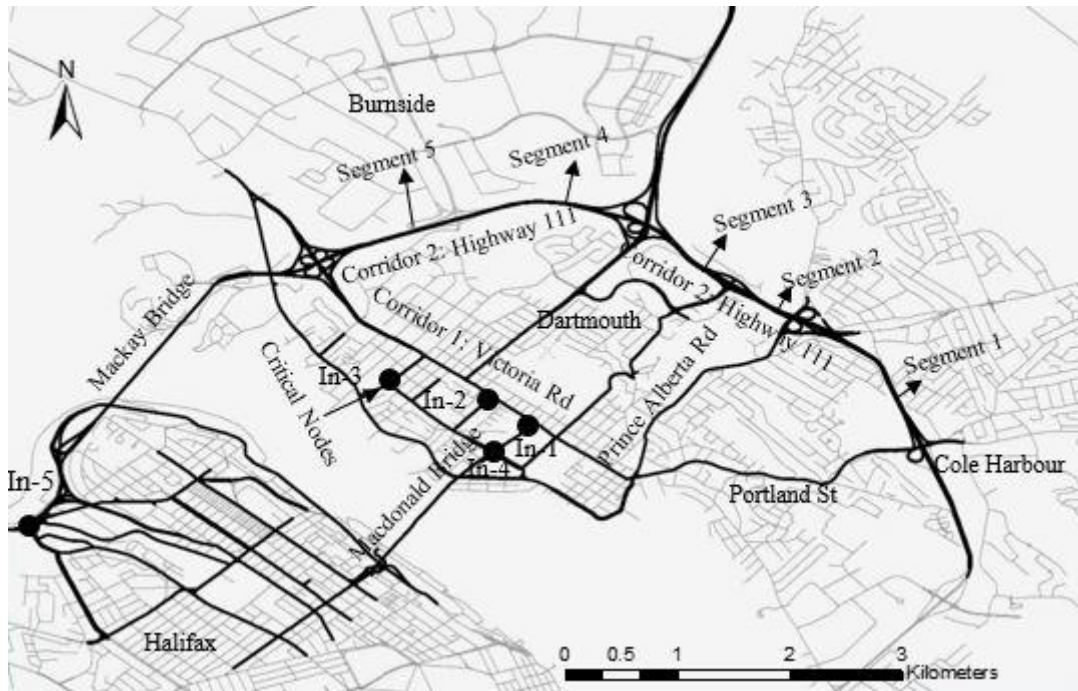 N
Burnside
Segment 5
Segment 4
Segment 3
Segment 2
Segment 1
Corridor 2: Highway 111
Corridor 2: Highway 111
Mackay Bridge
Corridor 1: Victoria Rd
Dartmouth
Prince Alberta Rd
Critical Nodes
In-3
In-2
In-1
In-4
Macdonald Bridge
In-5
Cole Harbour
Portland St
Halifax
0 0.5 1 2 3
Kilometers